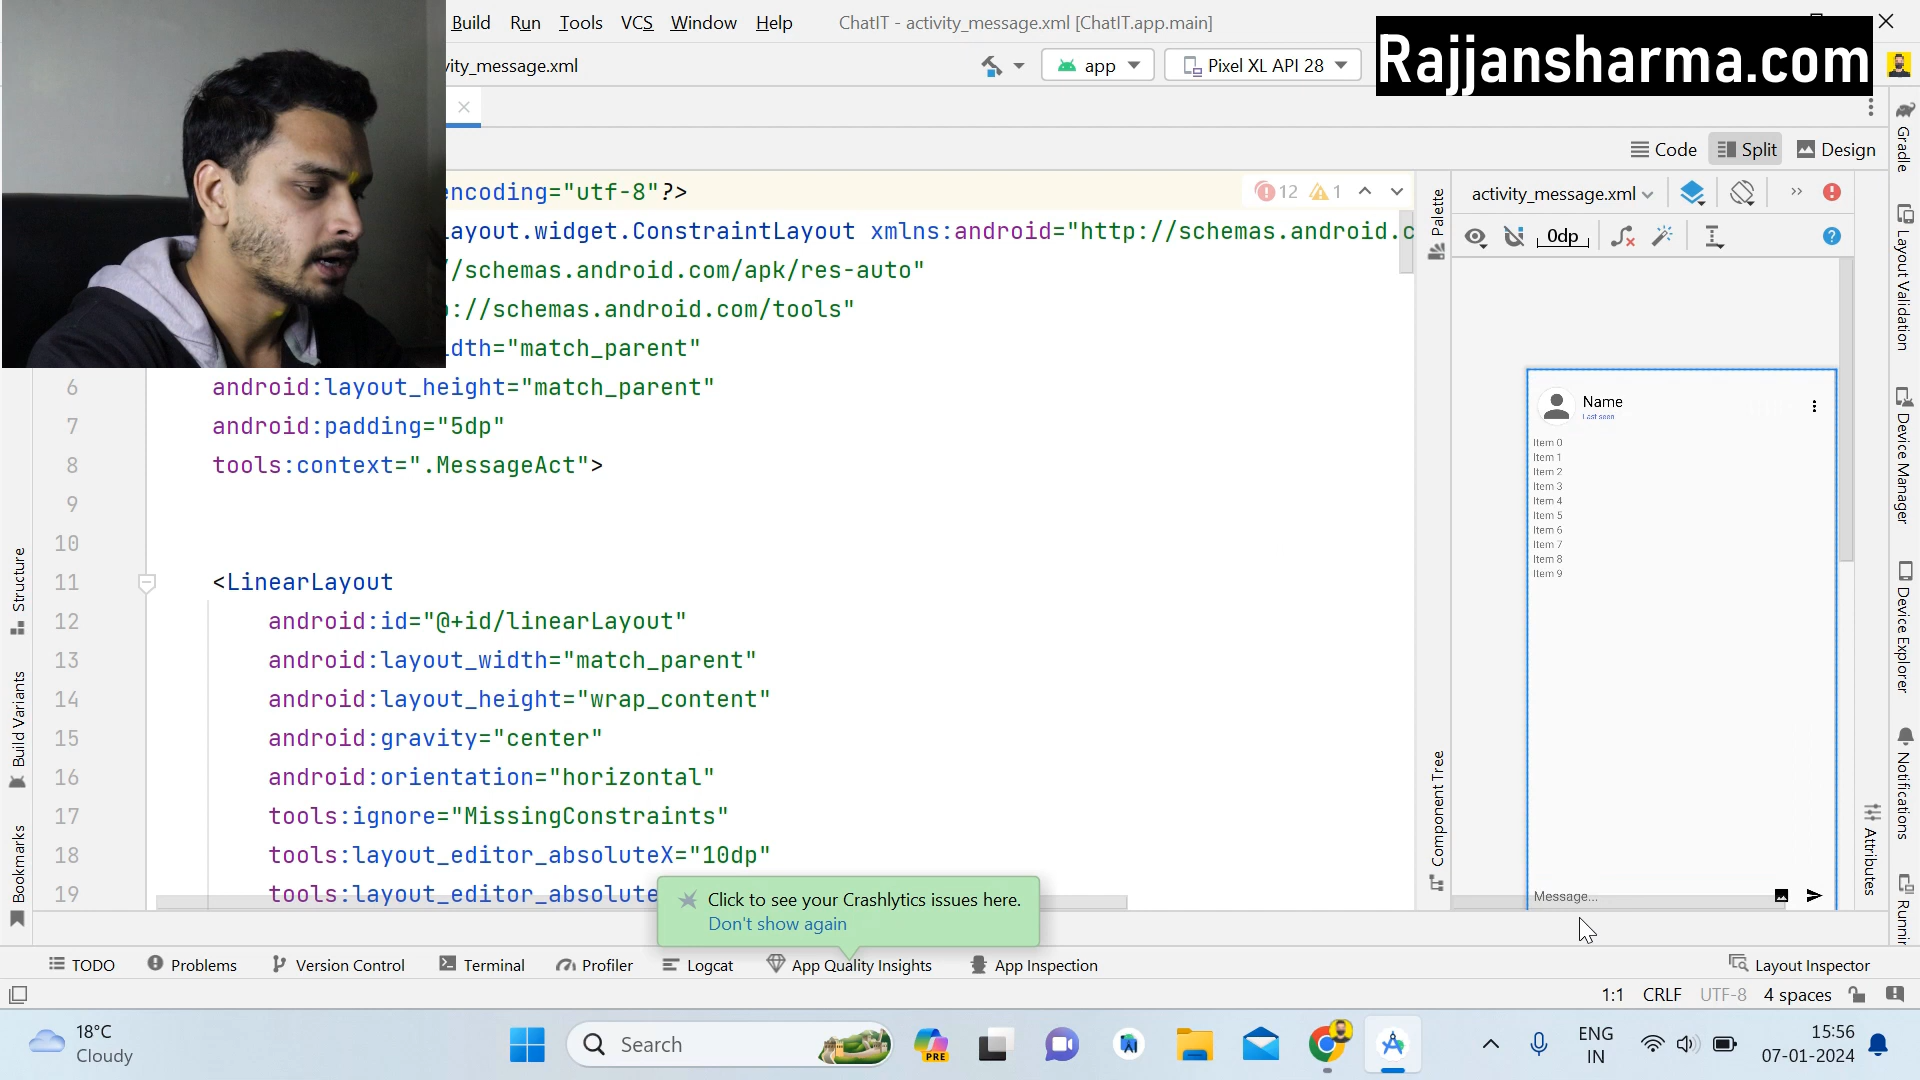 Build Run Tools VCS Window Help ChatIT - activity_message.xml [ChatIT.app.main]
Rajjansharma.com
vity_message.xml app Pixel XL API 28
Code Split Design
encoding="utf-8"?> 12 1
ayout.widget.ConstraintLayout xmlns:android="http://schemas.android.c
//schemas.android.com/apk/res-auto"
://schemas.android.com/tools"
dth="match_parent"
6 android:layout_height="match_parent"
7 android:padding="5dp"
8 tools:context=".MessageAct">
9
10
11 <LinearLayout
12 android:id="@+id/linearLayout"
13 android:layout_width="match_parent"
14 android:layout_height="wrap_content"
15 android:gravity="center"
16 android:orientation="horizontal"
17 tools:ignore="MissingConstraints"
18 tools:layout_editor_absoluteX="10dp"
19 tools:layout_editor_absolute
Click to see your Crashlytics issues here.
Don't show again
Structure
Build Variants
Bookmarks
Palette
Component Tree
activity_message.xml
0dp
Name
Last seen
Item 0
Item 1
Item 2
Item 3
Item 4
Item 5
Item 6
Item 7
Item 8
Item 9
Message...
Attributes
Gradle
Layout Validation
Device Manager
Device Explorer
Notifications
Runnin
TODO Problems Version Control Terminal Profiler Logcat App Quality Insights App Inspection Layout Inspector
1:1 CRLF UTF-8 4 spaces
18°C
Cloudy
Search
PRE
ENG
IN
15:56
07-01-2024